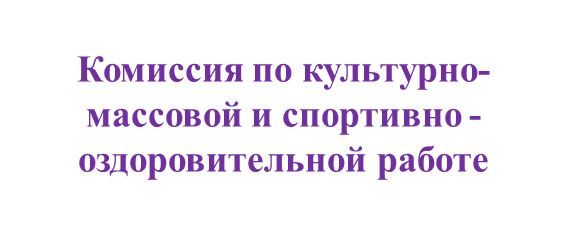 Комиссия по культурно-
массовой и спортивно -
оздоровительной работе